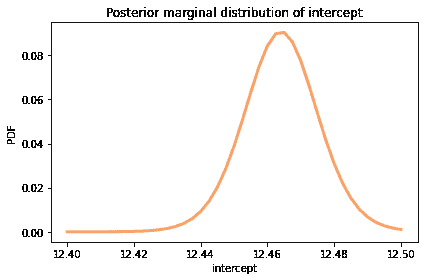 Posterior marginal distribution of intercept
PDF
0.08
0.06
0.04
0.02
0.00
12.40 12.42 12.44 12.46 12.48 12.50
intercept